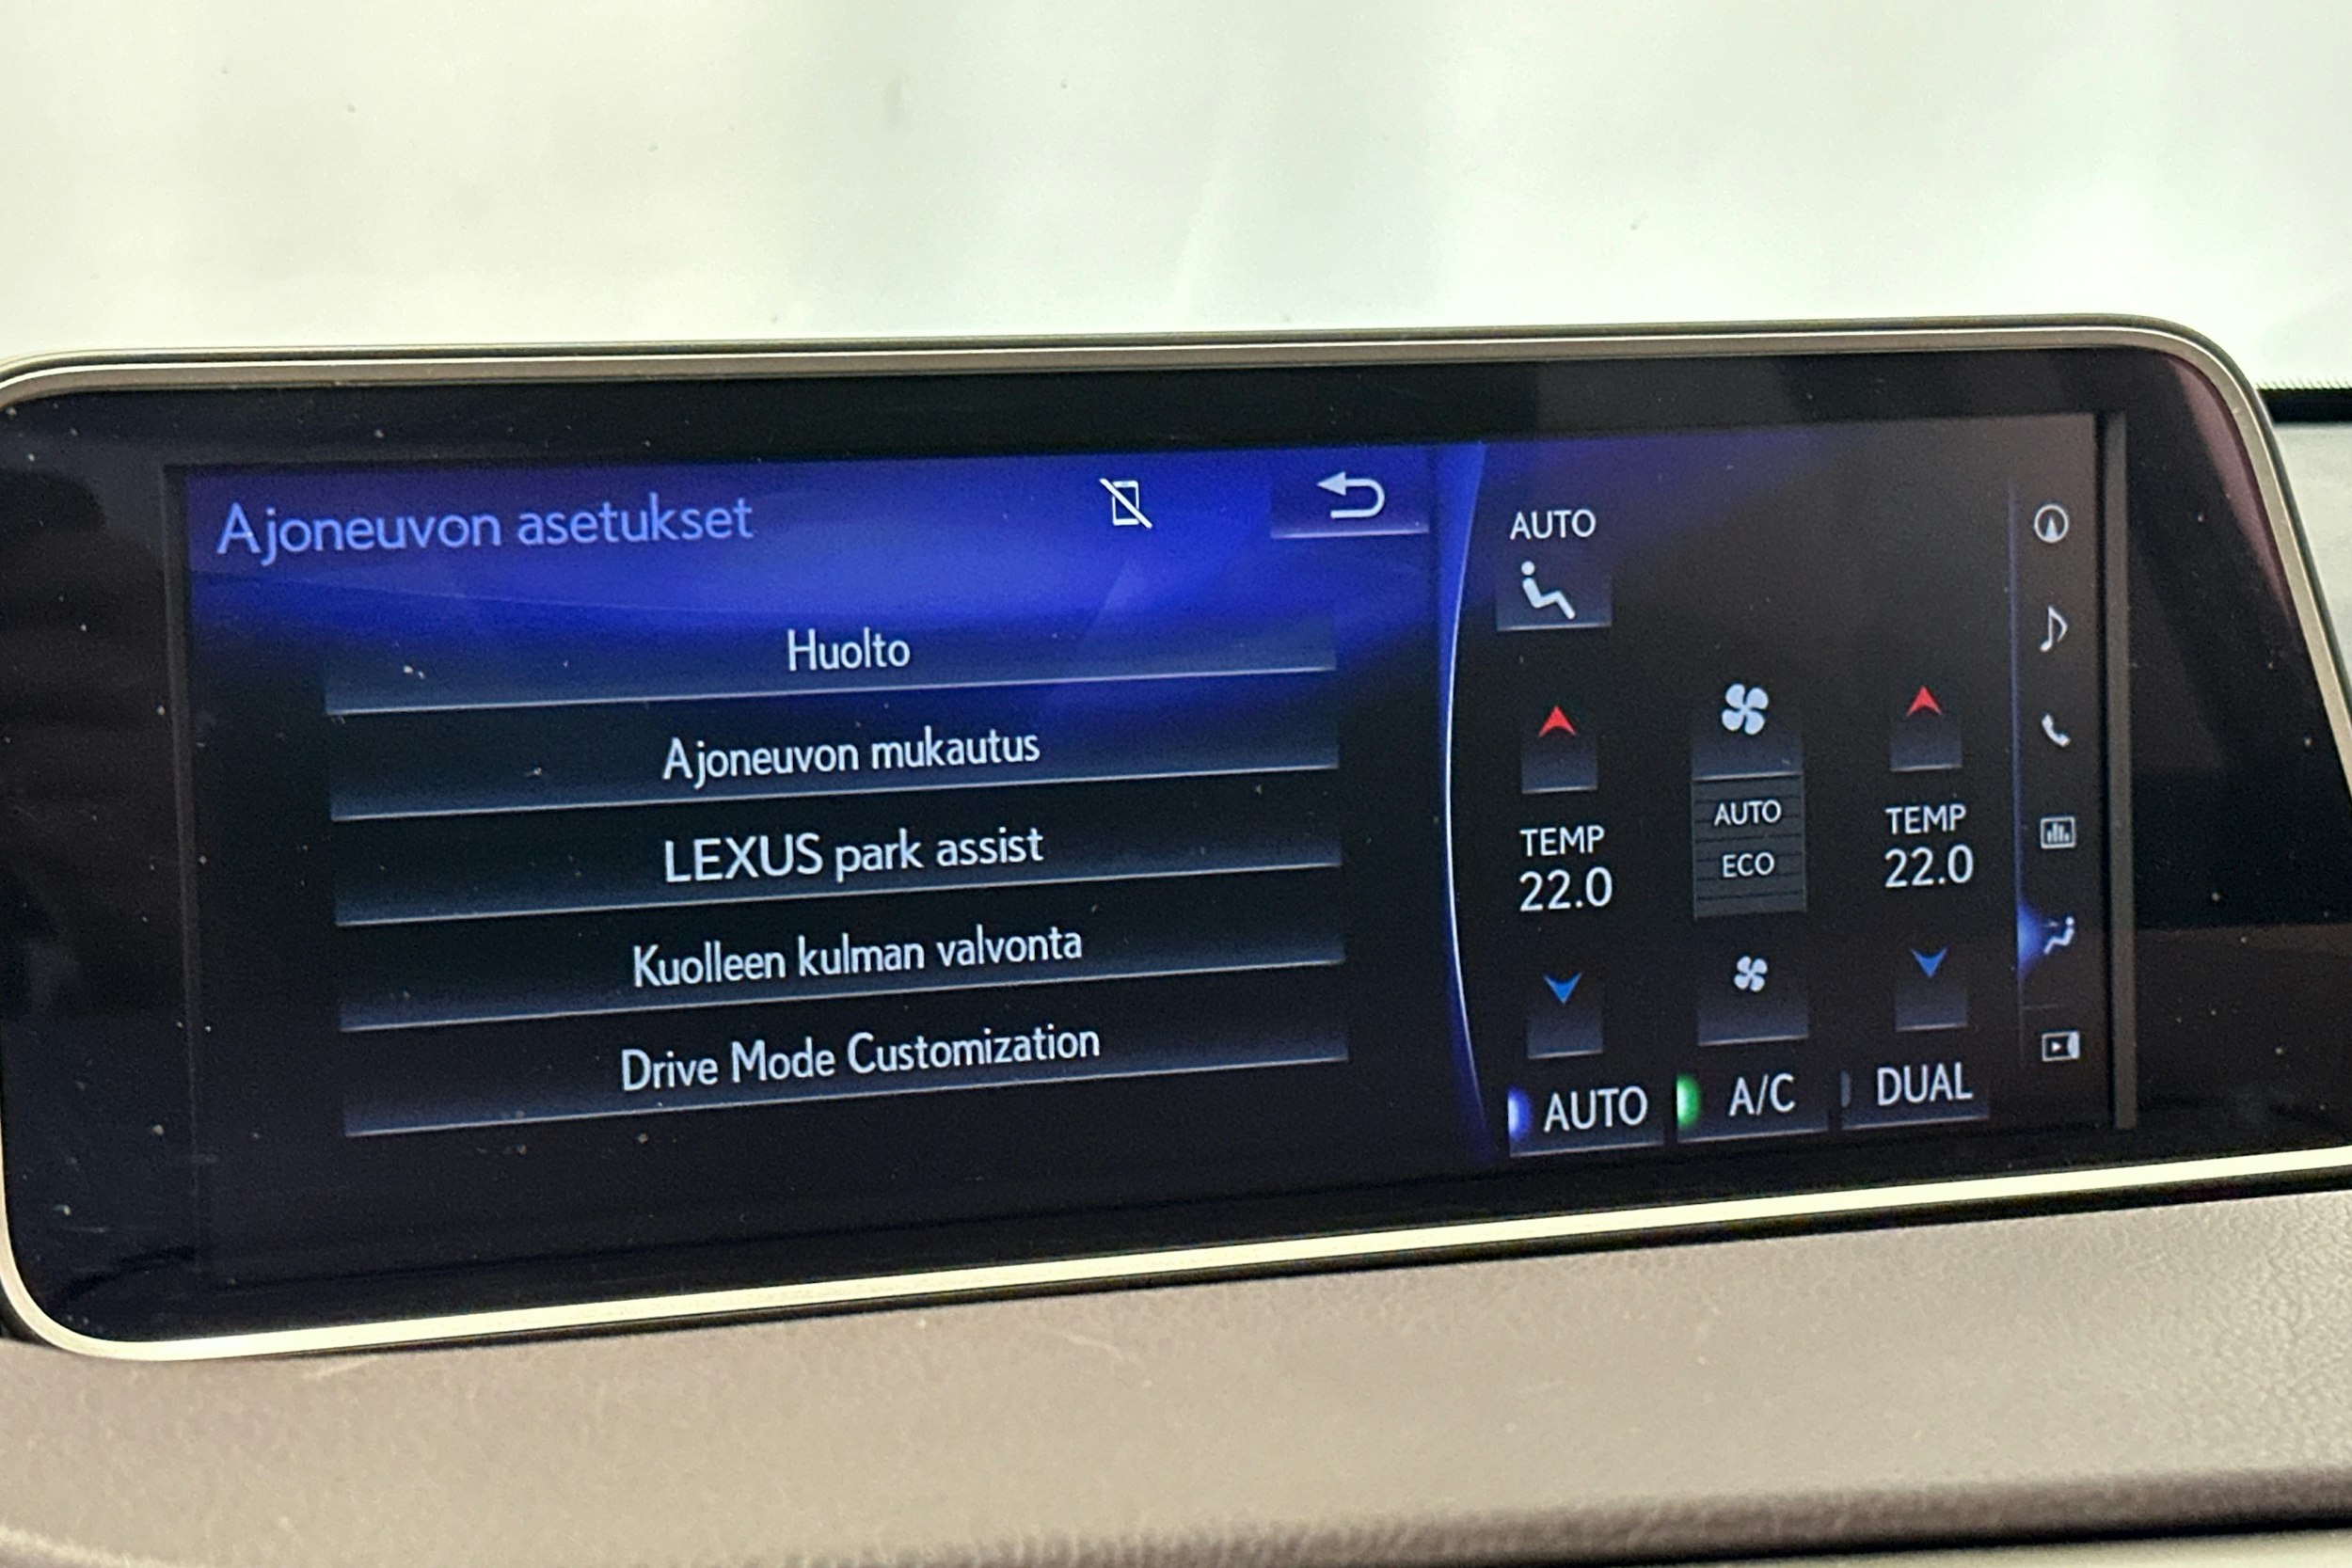 Ajoneuvon asetukset
Huolto
Ajoneuvon mukautus
LEXUS park assist
Kuolleen kulman valvonta
Drive Mode Customization
AUTO
TEMP
22.0
AUTO
ECO
TEMP
22.0
AUTO
A/C
DUAL